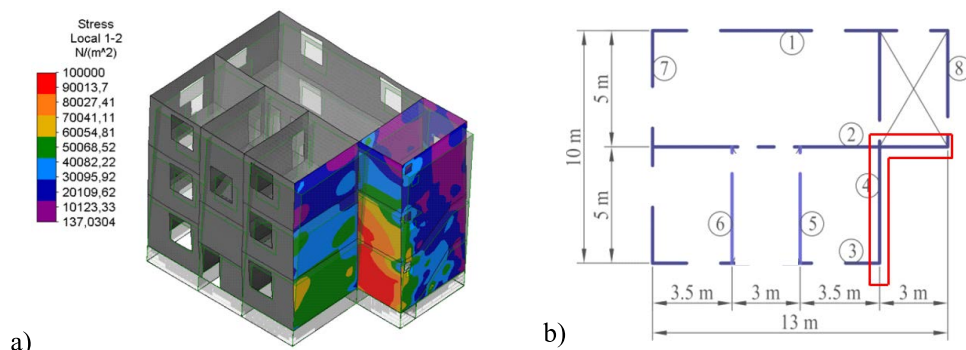 Stress
Local 1-2
N/(m^2)
100000
90013,7
80027,41
70041,11
60054,81
50068,52
40082,22
30095,92
20109,62
10123,33
137,0304
a)
1
7
8
5 m
2
10 m
4
5 m
6
5
3
3.5 m
3 m
3.5 m
3 m
13 m
b)